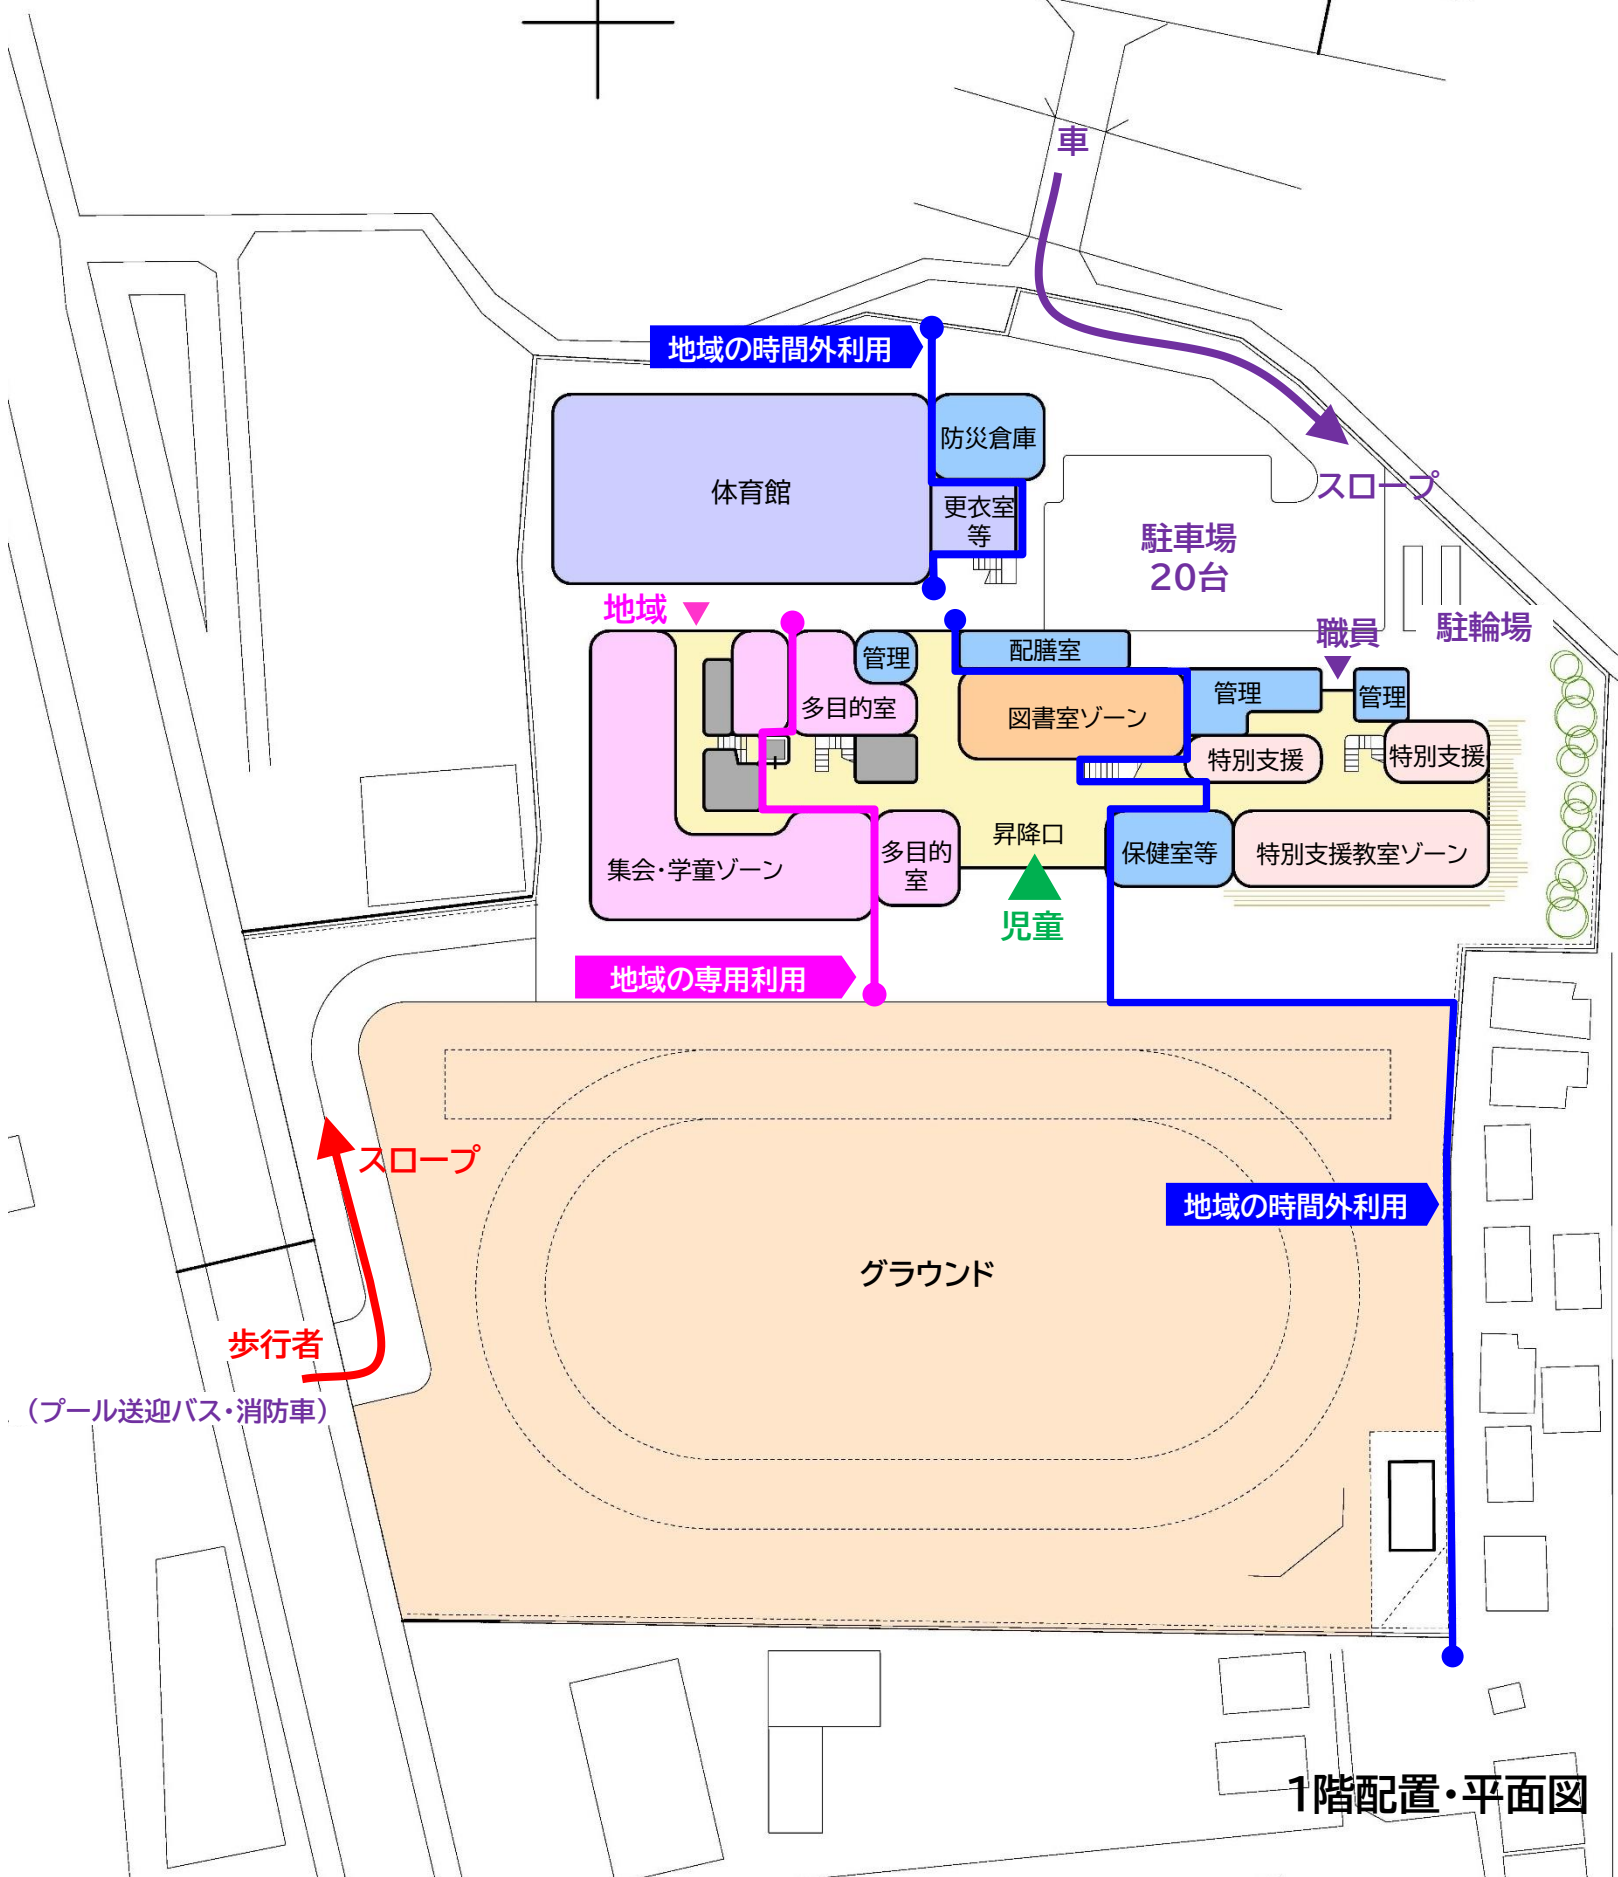 車
地域の時間外利用
防災倉庫
体育館
スロープ
更衣室
等
駐車場
20台
地域
職員
駐輪場
管理
配膳室
多目的室
図書室ゾーン
管理
管理
特別支援
特別支援
昇降口
集会・学童ゾーン
多目的
室
保健室等
特別支援教室ゾーン
児童
地域の専用利用
スロープ
地域の時間外利用
グラウンド
歩行者
（プール送迎バス・消防車）
1階配置・平面図